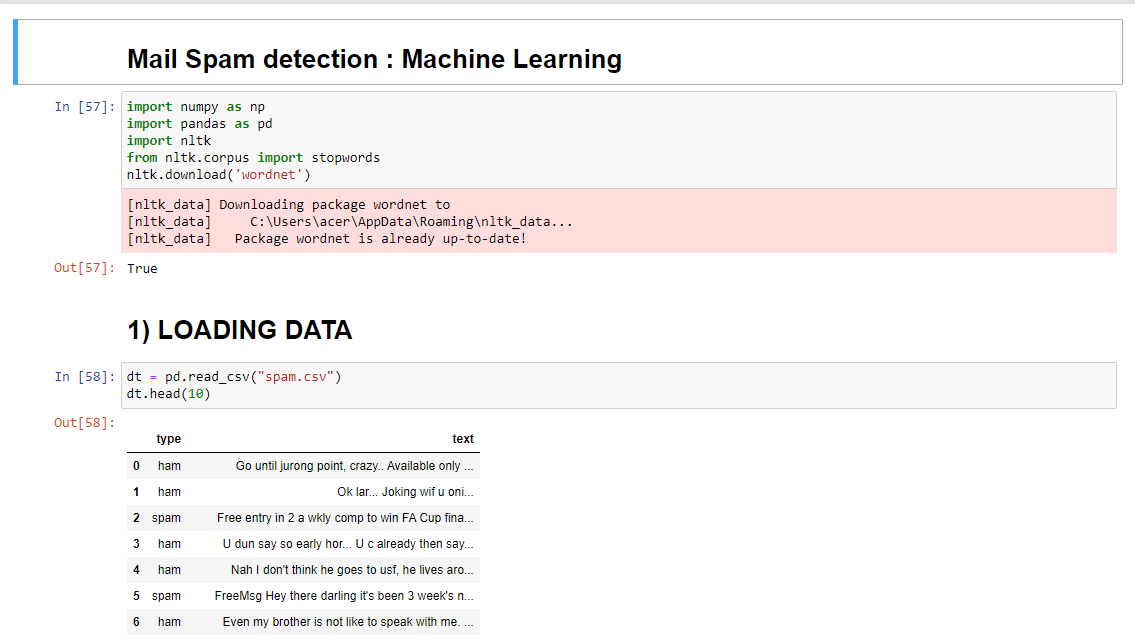 Mail Spam detection : Machine Learning
In [57]: import numpy as np
import pandas as pd
import nltk
from nltk.corpus import stopwords
nltk.download('wordnet')
[nltk_data] Downloading package wordnet to
[nltk_data]     C:\Users\acer\AppData\Roaming\nltk_data...
[nltk_data]   Package wordnet is already up-to-date!
Out[57]: True
1) LOADING DATA
In [58]: dt = pd.read_csv("spam.csv")
dt.head(10)
Out[58]:
type text
0 ham Go until jurong point, crazy.. Available only ...
1 ham Ok lar... Joking wif u oni...
2 spam Free entry in 2 a wkly comp to win FA Cup fina...
3 ham U dun say so early hor... U c already then say...
4 ham Nah I don't think he goes to usf, he lives aro...
5 spam FreeMsg Hey there darling it's been 3 week's n...
6 ham Even my brother is not like to speak with me. ...